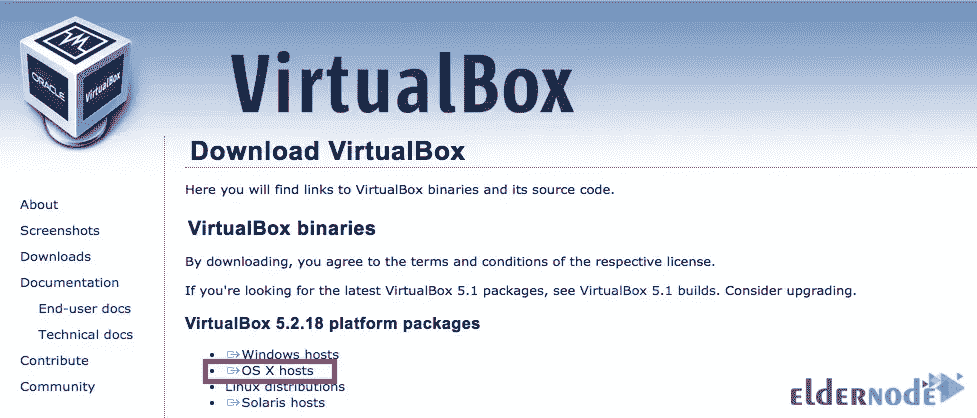 ORACLE
VirtualBox
VirtualBox
Download VirtualBox
Here you will find links to VirtualBox binaries and its source code.
About
Screenshots
Downloads
Documentation
End-user docs
Technical docs
Contribute
Community
VirtualBox binaries
By downloading, you agree to the terms and conditions of the respective license.
If you're looking for the latest VirtualBox 5.1 packages, see VirtualBox 5.1 builds. Consider upgrading.
VirtualBox 5.2.18 platform packages
Windows hosts
OS X hosts
Linux distributions
Solaris hosts
eldernode